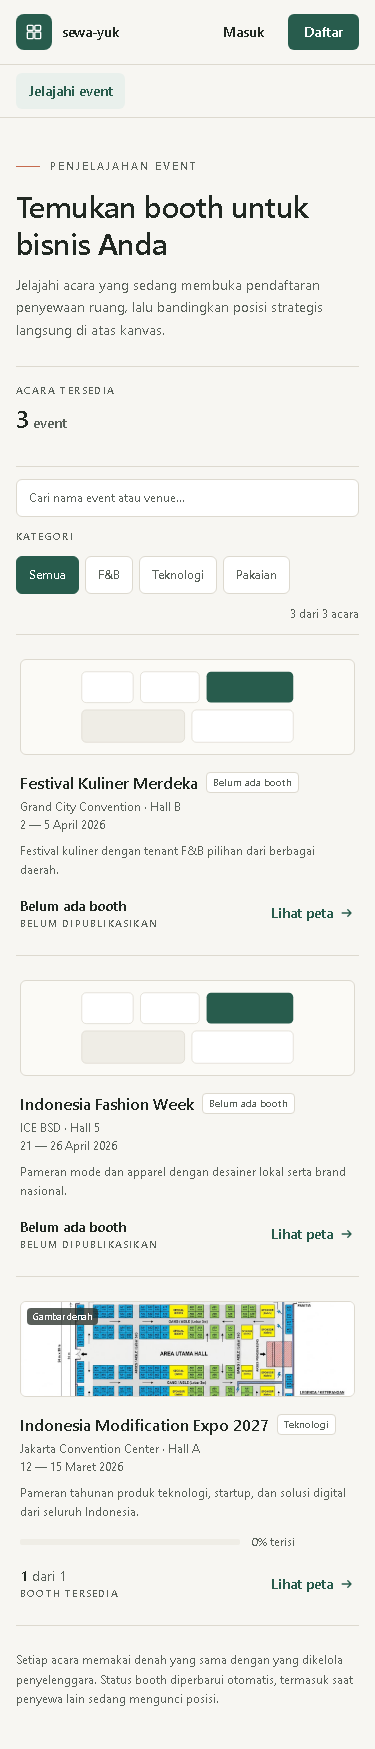 sewa-yuk
Masuk
Daftar
Jelajahi event
PENJELAJAHAN EVENT
Temukan booth untuk
bisnis Anda
Jelajahi acara yang sedang membuka pendaftaran
penyewaan ruang, lalu bandingkan posisi strategis
langsung di atas kanvas.
ACARA TERSEDIA
3 event
Cari nama event atau venue...
KATEGORI
Semua
F&B
Teknologi
Pakaian
3 dari 3 acara
Festival Kuliner Merdeka
Belum ada booth
Grand City Convention · Hall B
2 — 5 April 2026
Festival kuliner dengan tenant F&B pilihan dari berbagai
daerah.
Belum ada booth
BELUM DIPUBLIKASIKAN
Lihat peta →
Indonesia Fashion Week
Belum ada booth
ICE BSD · Hall 5
21 — 26 April 2026
Pameran mode dan apparel dengan desainer lokal serta brand
nasional.
Belum ada booth
BELUM DIPUBLIKASIKAN
Lihat peta →
Gambar denah
AREA UTAMA HALL
Indonesia Modification Expo 2027
Teknologi
Jakarta Convention Center · Hall A
12 — 15 Maret 2026
Pameran tahunan produk teknologi, startup, dan solusi digital
dari seluruh Indonesia.
0% terisi
1 dari 1
BOOTH TERSEDIA
Lihat peta →
Setiap acara memakai denah yang sama dengan yang dikelola
penyelenggara. Status booth diperbarui otomatis, termasuk saat
penyewa lain sedang mengunci posisi.